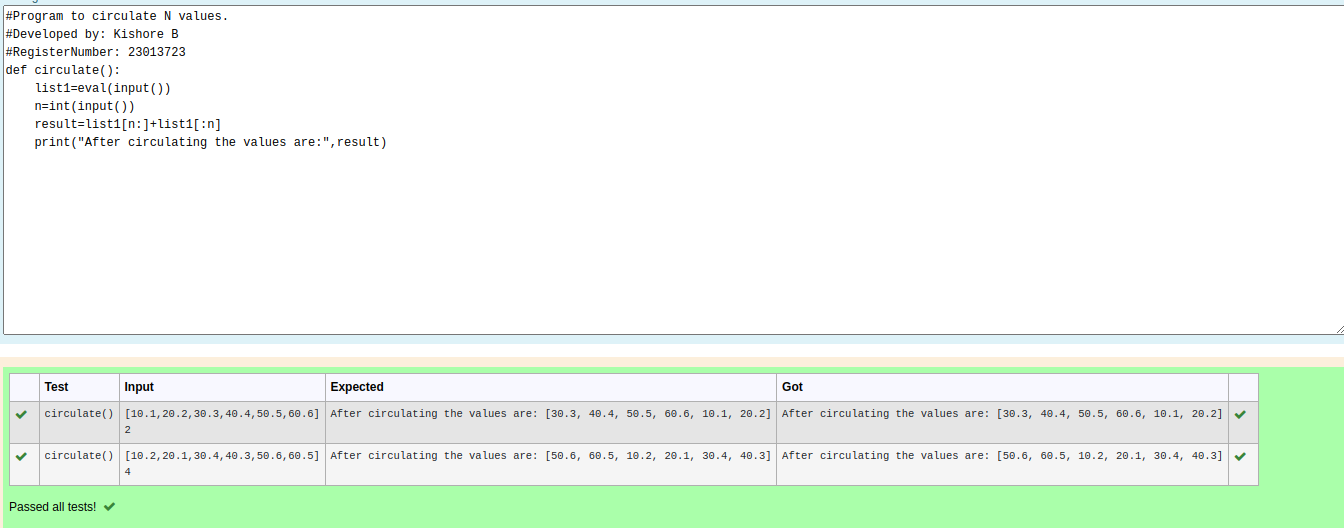 #Program to circulate N values.
#Developed by: Kishore B
#RegisterNumber: 23013723
def circulate():
    list1=eval(input())
    n=int(input())
    result=list1[n:]+list1[:n]
    print("After circulating the values are:",result)
Test Input Expected Got
circulate() [10.1,20.2,30.3,40.4,50.5,60.6] After circulating the values are: [30.3, 40.4, 50.5, 60.6, 10.1, 20.2] After circulating the values are: [30.3, 40.4, 50.5, 60.6, 10.1, 20.2]
2
circulate() [10.2,20.1,30.4,40.3,50.6,60.5] After circulating the values are: [50.6, 60.5, 10.2, 20.1, 30.4, 40.3] After circulating the values are: [50.6, 60.5, 10.2, 20.1, 30.4, 40.3]
4
Passed all tests!